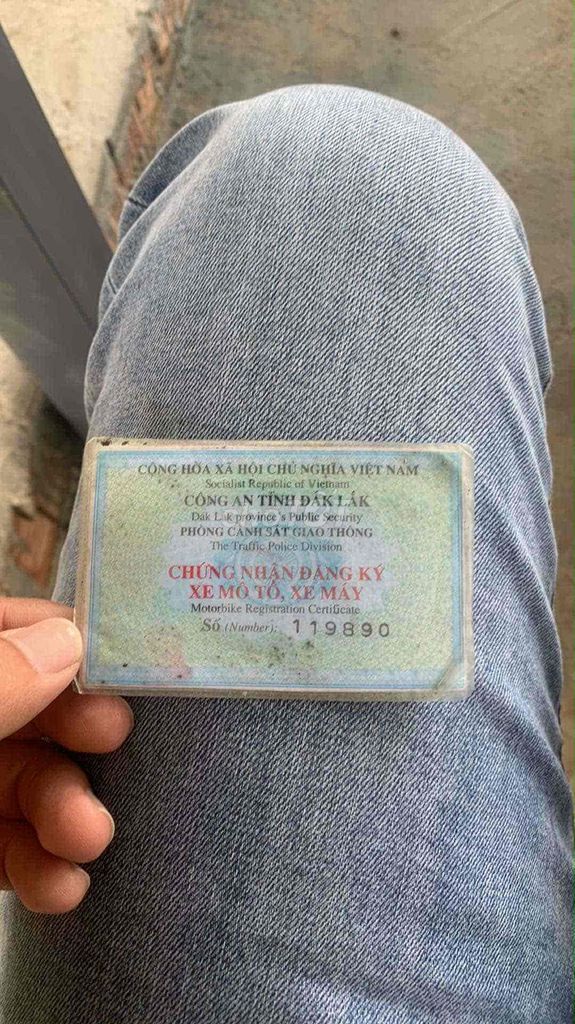 CỘNG HÒA XÃ HỘI CHỦ NGHĨA VIỆT NAM
Socialist Republic of Vietnam
CÔNG AN TỈNH ĐẮK LẮK
Dak Lak province's Public Security
PHÒNG CẢNH SÁT GIAO THÔNG
The Traffic Police Division
CHỨNG NHẬN ĐĂNG KÝ
XE MÔ TÔ, XE MÁY
Motorbike Registration Certificate
Số (Number): 119890